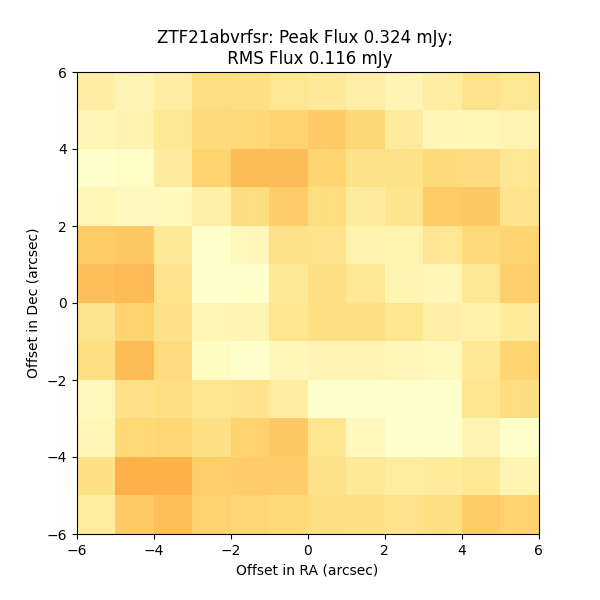 ZTF21abvrfsr: Peak Flux 0.324 mJy;
RMS Flux 0.116 mJy
6
4
2
0
−2
−4
−6
Offset in Dec (arcsec)
−6 −4 −2 0 2 4 6
Offset in RA (arcsec)